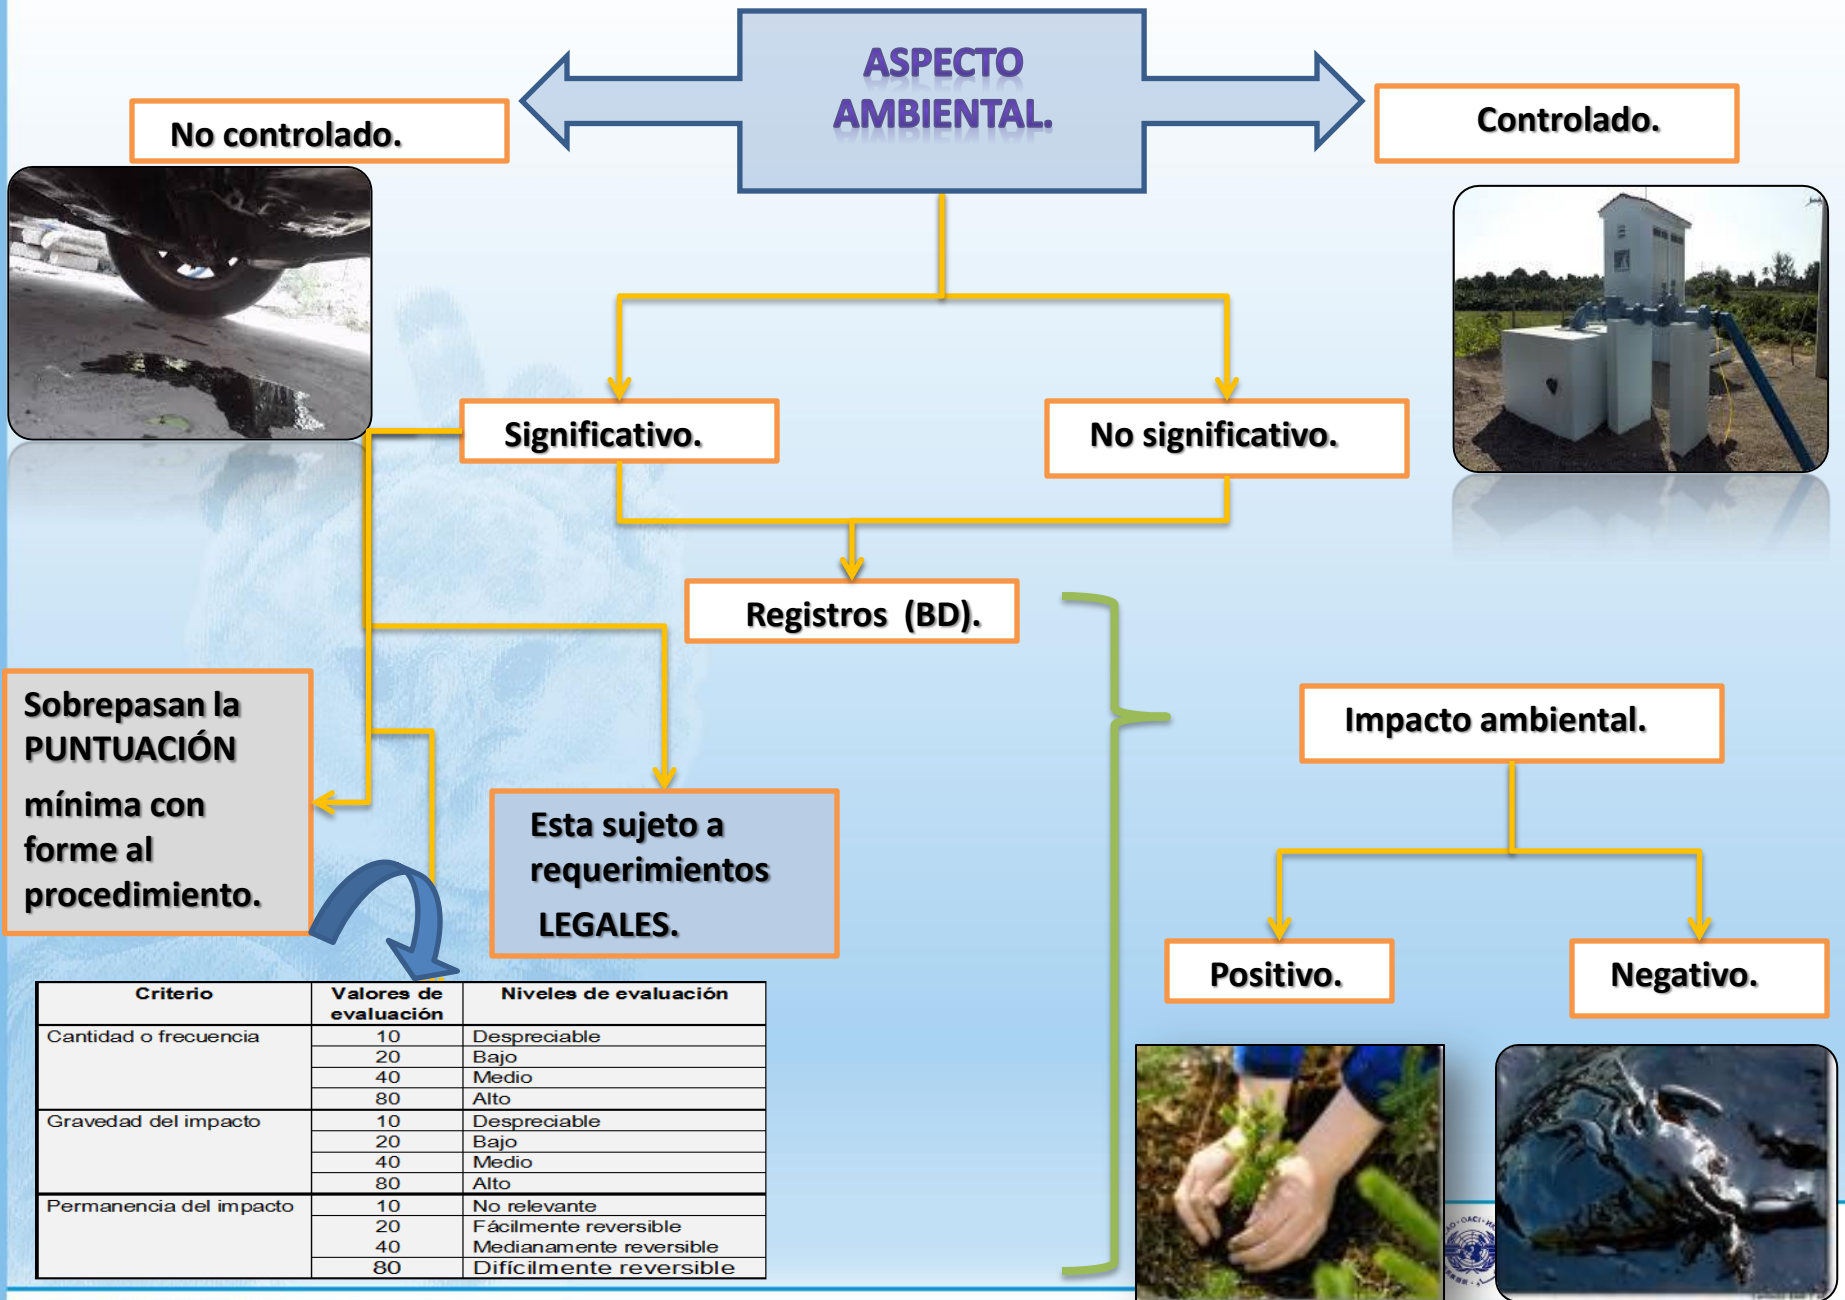 ASPECTO
AMBIENTAL.
No controlado.
Controlado.
Significativo.
No significativo.
Registros (BD).
Sobrepasan la
PUNTUACIÓN
mínima con
forme al
procedimiento.
Esta sujeto a
requerimientos
LEGALES.
Impacto ambiental.
Positivo.
Negativo.
Criterio Valores de evaluación Niveles de evaluación
Cantidad o frecuencia 10 Despreciable
20 Bajo
40 Medio
80 Alto
Gravedad del impacto 10 Despreciable
20 Bajo
40 Medio
80 Alto
Permanencia del impacto 10 No relevante
20 Fácilmente reversible
40 Medianamente reversible
80 Difícilmente reversible
OACI